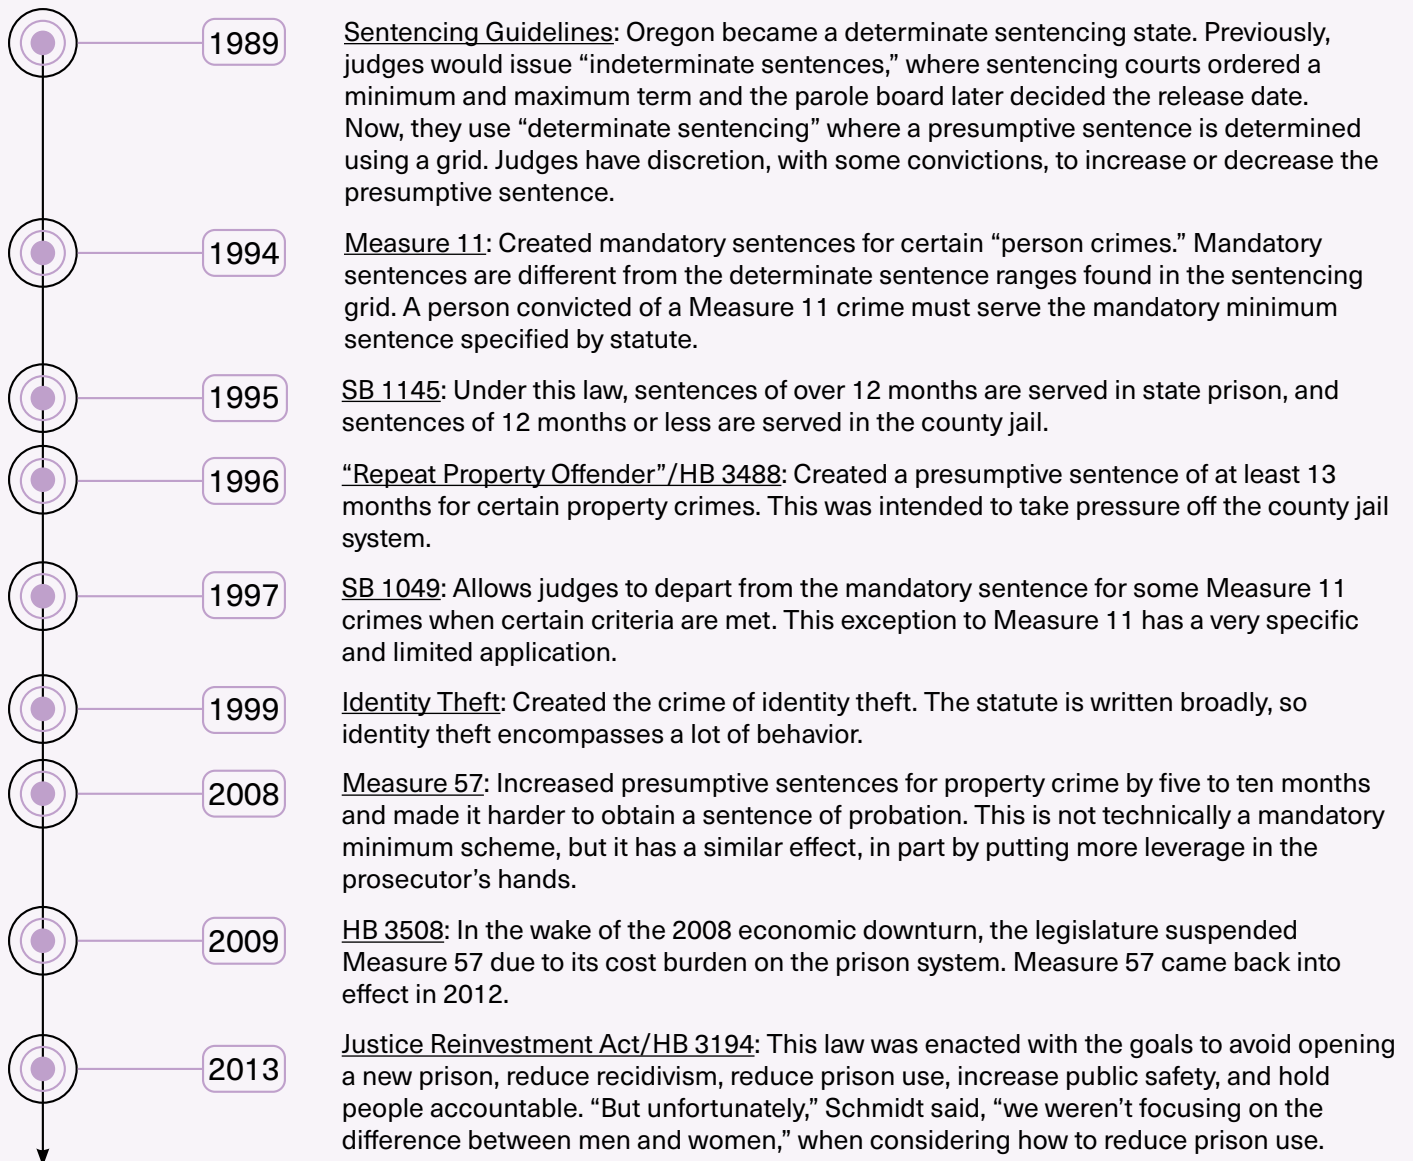 1989
Sentencing Guidelines: Oregon became a determinate sentencing state. Previously,
judges would issue “indeterminate sentences,” where sentencing courts ordered a
minimum and maximum term and the parole board later decided the release date.
Now, they use “determinate sentencing” where a presumptive sentence is determined
using a grid. Judges have discretion, with some convictions, to increase or decrease the
presumptive sentence.
1994
Measure 11: Created mandatory sentences for certain “person crimes.” Mandatory
sentences are different from the determinate sentence ranges found in the sentencing
grid. A person convicted of a Measure 11 crime must serve the mandatory minimum
sentence specified by statute.
1995
SB 1145: Under this law, sentences of over 12 months are served in state prison, and
sentences of 12 months or less are served in the county jail.
1996
“Repeat Property Offender”/HB 3488: Created a presumptive sentence of at least 13
months for certain property crimes. This was intended to take pressure off the county jail
system.
1997
SB 1049: Allows judges to depart from the mandatory sentence for some Measure 11
crimes when certain criteria are met. This exception to Measure 11 has a very specific
and limited application.
1999
Identity Theft: Created the crime of identity theft. The statute is written broadly, so
identity theft encompasses a lot of behavior.
2008
Measure 57: Increased presumptive sentences for property crime by five to ten months
and made it harder to obtain a sentence of probation. This is not technically a mandatory
minimum scheme, but it has a similar effect, in part by putting more leverage in the
prosecutor’s hands.
2009
HB 3508: In the wake of the 2008 economic downturn, the legislature suspended
Measure 57 due to its cost burden on the prison system. Measure 57 came back into
effect in 2012.
2013
Justice Reinvestment Act/HB 3194: This law was enacted with the goals to avoid opening
a new prison, reduce recidivism, reduce prison use, increase public safety, and hold
people accountable. “But unfortunately,” Schmidt said, “we weren’t focusing on the
difference between men and women,” when considering how to reduce prison use.